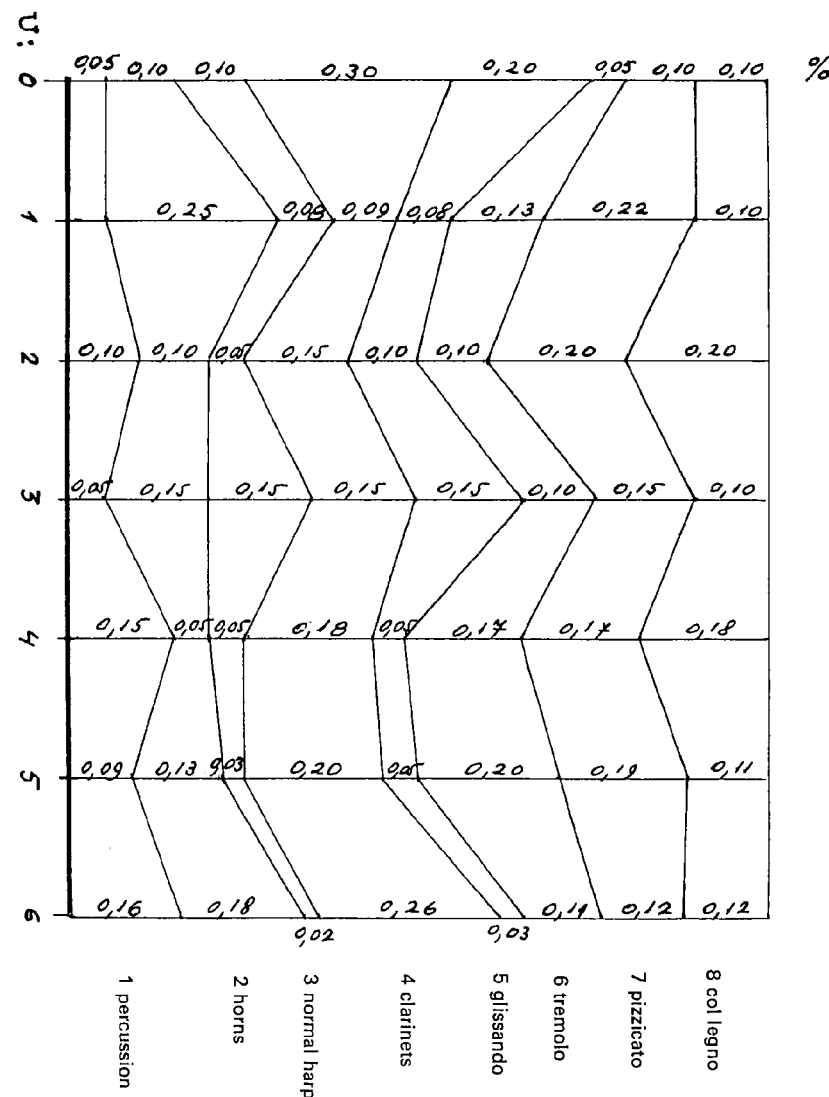 U:
0 0,05 0,10 0,10 0,30 0,20 0,05 0,10 0,10 %
1 0,25 0,08 0,09 0,08 0,13 0,22 0,10
2 0,10 0,10 0,05 0,15 0,10 0,10 0,20 0,20
3 0,05 0,15 0,15 0,15 0,15 0,10 0,15 0,10
4 0,15 0,05 0,05 0,18 0,05 0,17 0,17 0,18
5 0,09 0,13 0,03 0,20 0,05 0,20 0,19 0,11
6 0,16 0,18 0,26 0,11 0,12 0,12
0,02 0,03
1 percussion
2 horns
3 normal harp
4 clarinets
5 glissando
6 tremolo
7 pizzicato
8 col legno